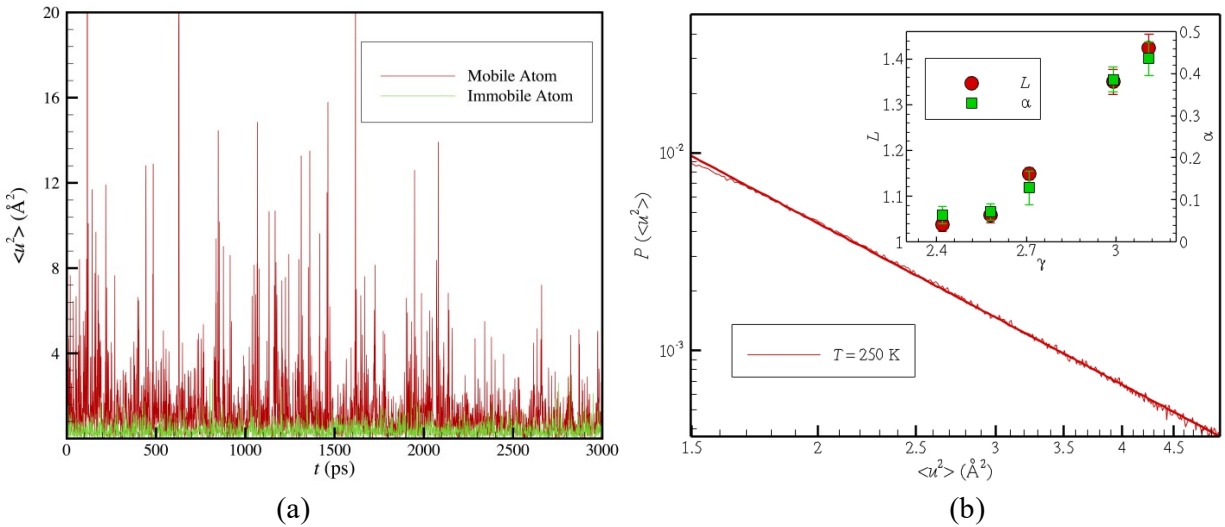 20
16
12
8
4
<u²> (Å²)
Mobile Atom
Immobile Atom
0
500
1000
1500
2000
2500
3000
t (ps)
(a)
10⁻²
10⁻³
P (<u²>)
T = 250 K
1.5
2
2.5
3
3.5
4
4.5
<u²> (Å²)
L
α
1.4
1.3
1.2
1.1
1
L
0.5
0.4
0.3
0.2
0.1
0
α
2.4
2.7
3
γ
(b)